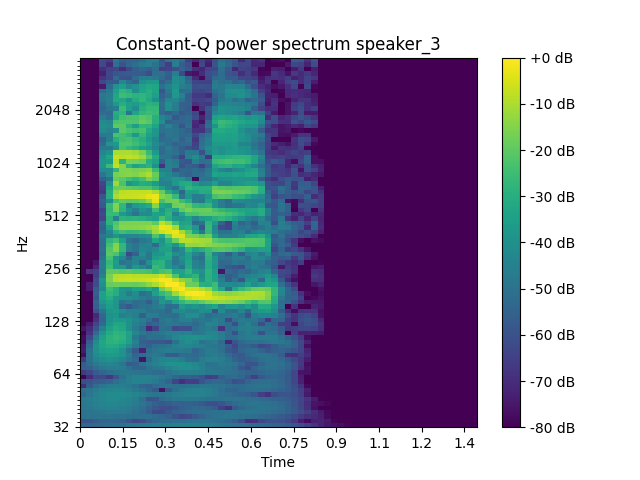 Constant-Q power spectrum speaker_3
Hz
2048
1024
512
256
128
64
32
0 0.15 0.3 0.45 0.6 0.75 0.9 1.1 1.2 1.4
Time
+0 dB
-10 dB
-20 dB
-30 dB
-40 dB
-50 dB
-60 dB
-70 dB
-80 dB